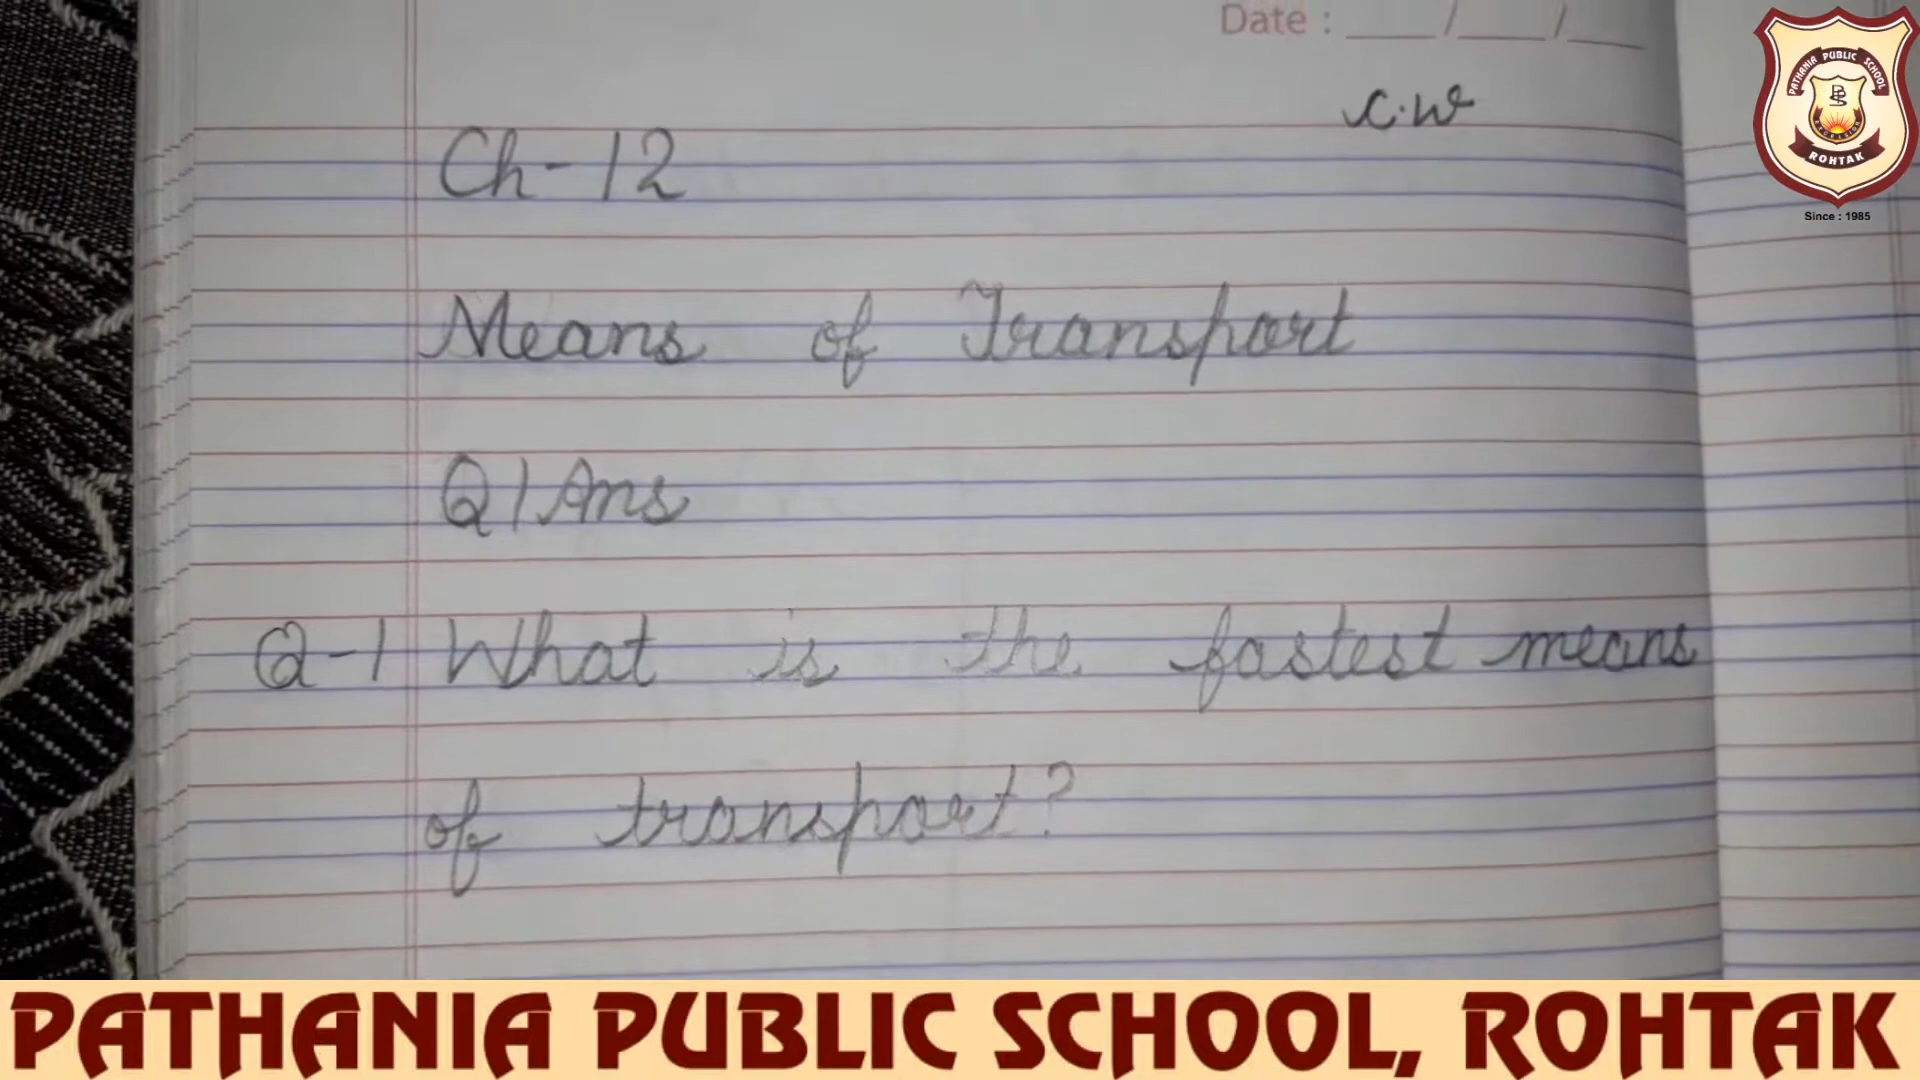 Date : ___/___/___
C.W
Ch-12
Means of Transport
Q/Ans
Q-1 What is the fastest means
of transport?
PATHANIA PUBLIC SCHOOL
ROHTAK
Since : 1985
PATHANIA PUBLIC SCHOOL, ROHTAK